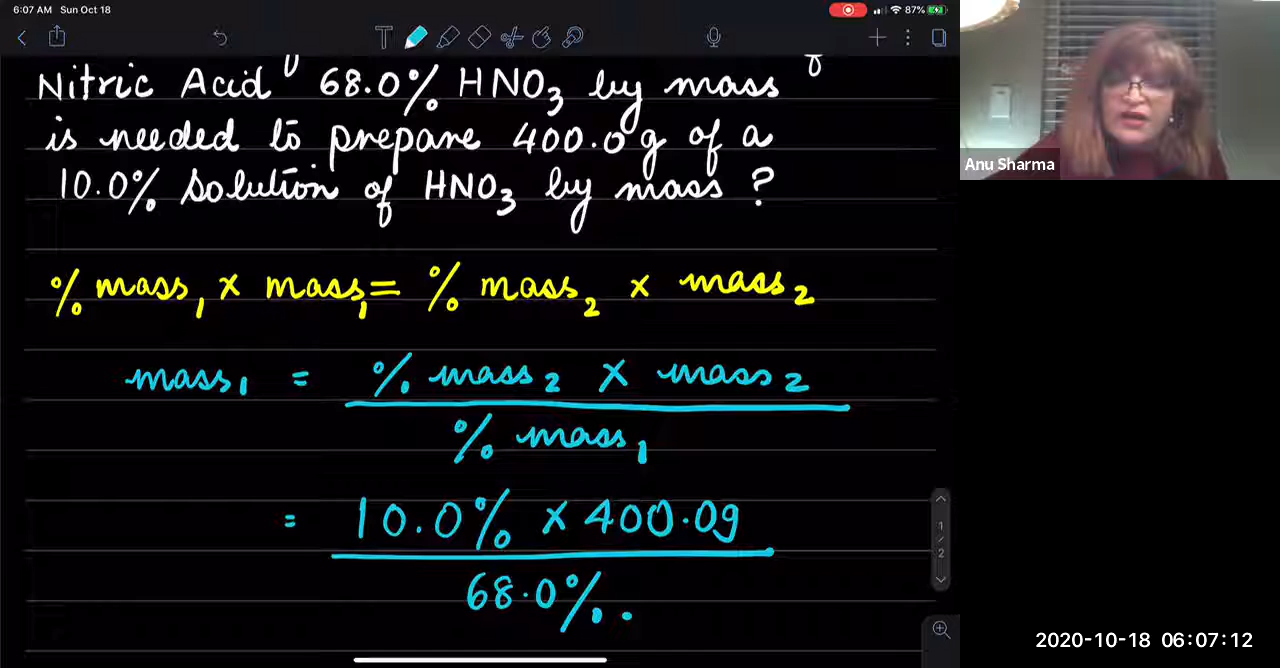 6:07 AM Sun Oct 18
87%
Nitric Acid 68.0% HNO3 by mass
is needed to prepare 400.0g of a
10.0% solution of HNO3 by mass ?
% mass1 x mass1 = % mass2 x mass2
mass1 = % mass2 x mass2
% mass1
= 10.0% x 400.0g
68.0%.
1
2
Anu Sharma
2020-10-18 06:07:12